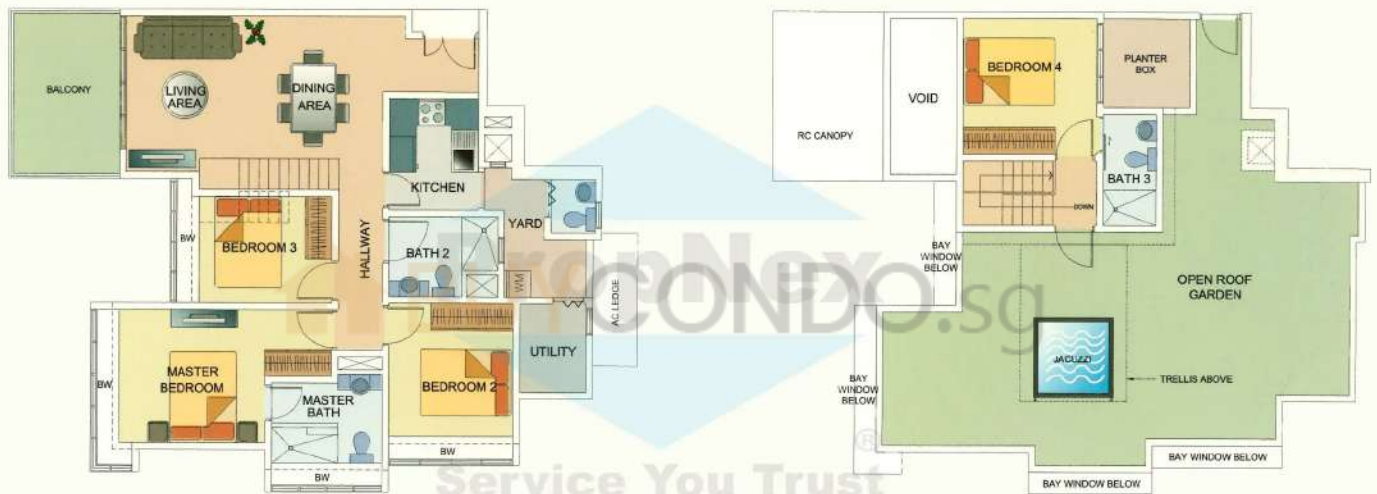 BALCONY
LIVING
AREA
DINING
AREA
KITCHEN
YARD
BEDROOM 3
BW
HALLWAY
BATH 2
WM
AC LEDGE
MASTER
BEDROOM
BW
MASTER
BATH
BEDROOM 2
UTILITY
BW
BW
RC CANOPY
VOID
BEDROOM 4
PLANTER
BOX
BATH 3
DOWN
BAY
WINDOW
BELOW
OPEN ROOF
GARDEN
JACUZZI
TRELLIS ABOVE
BAY
WINDOW
BELOW
BAY WINDOW BELOW
BAY WINDOW BELOW
PropNex
CONDO.sg
®
Service You Trust